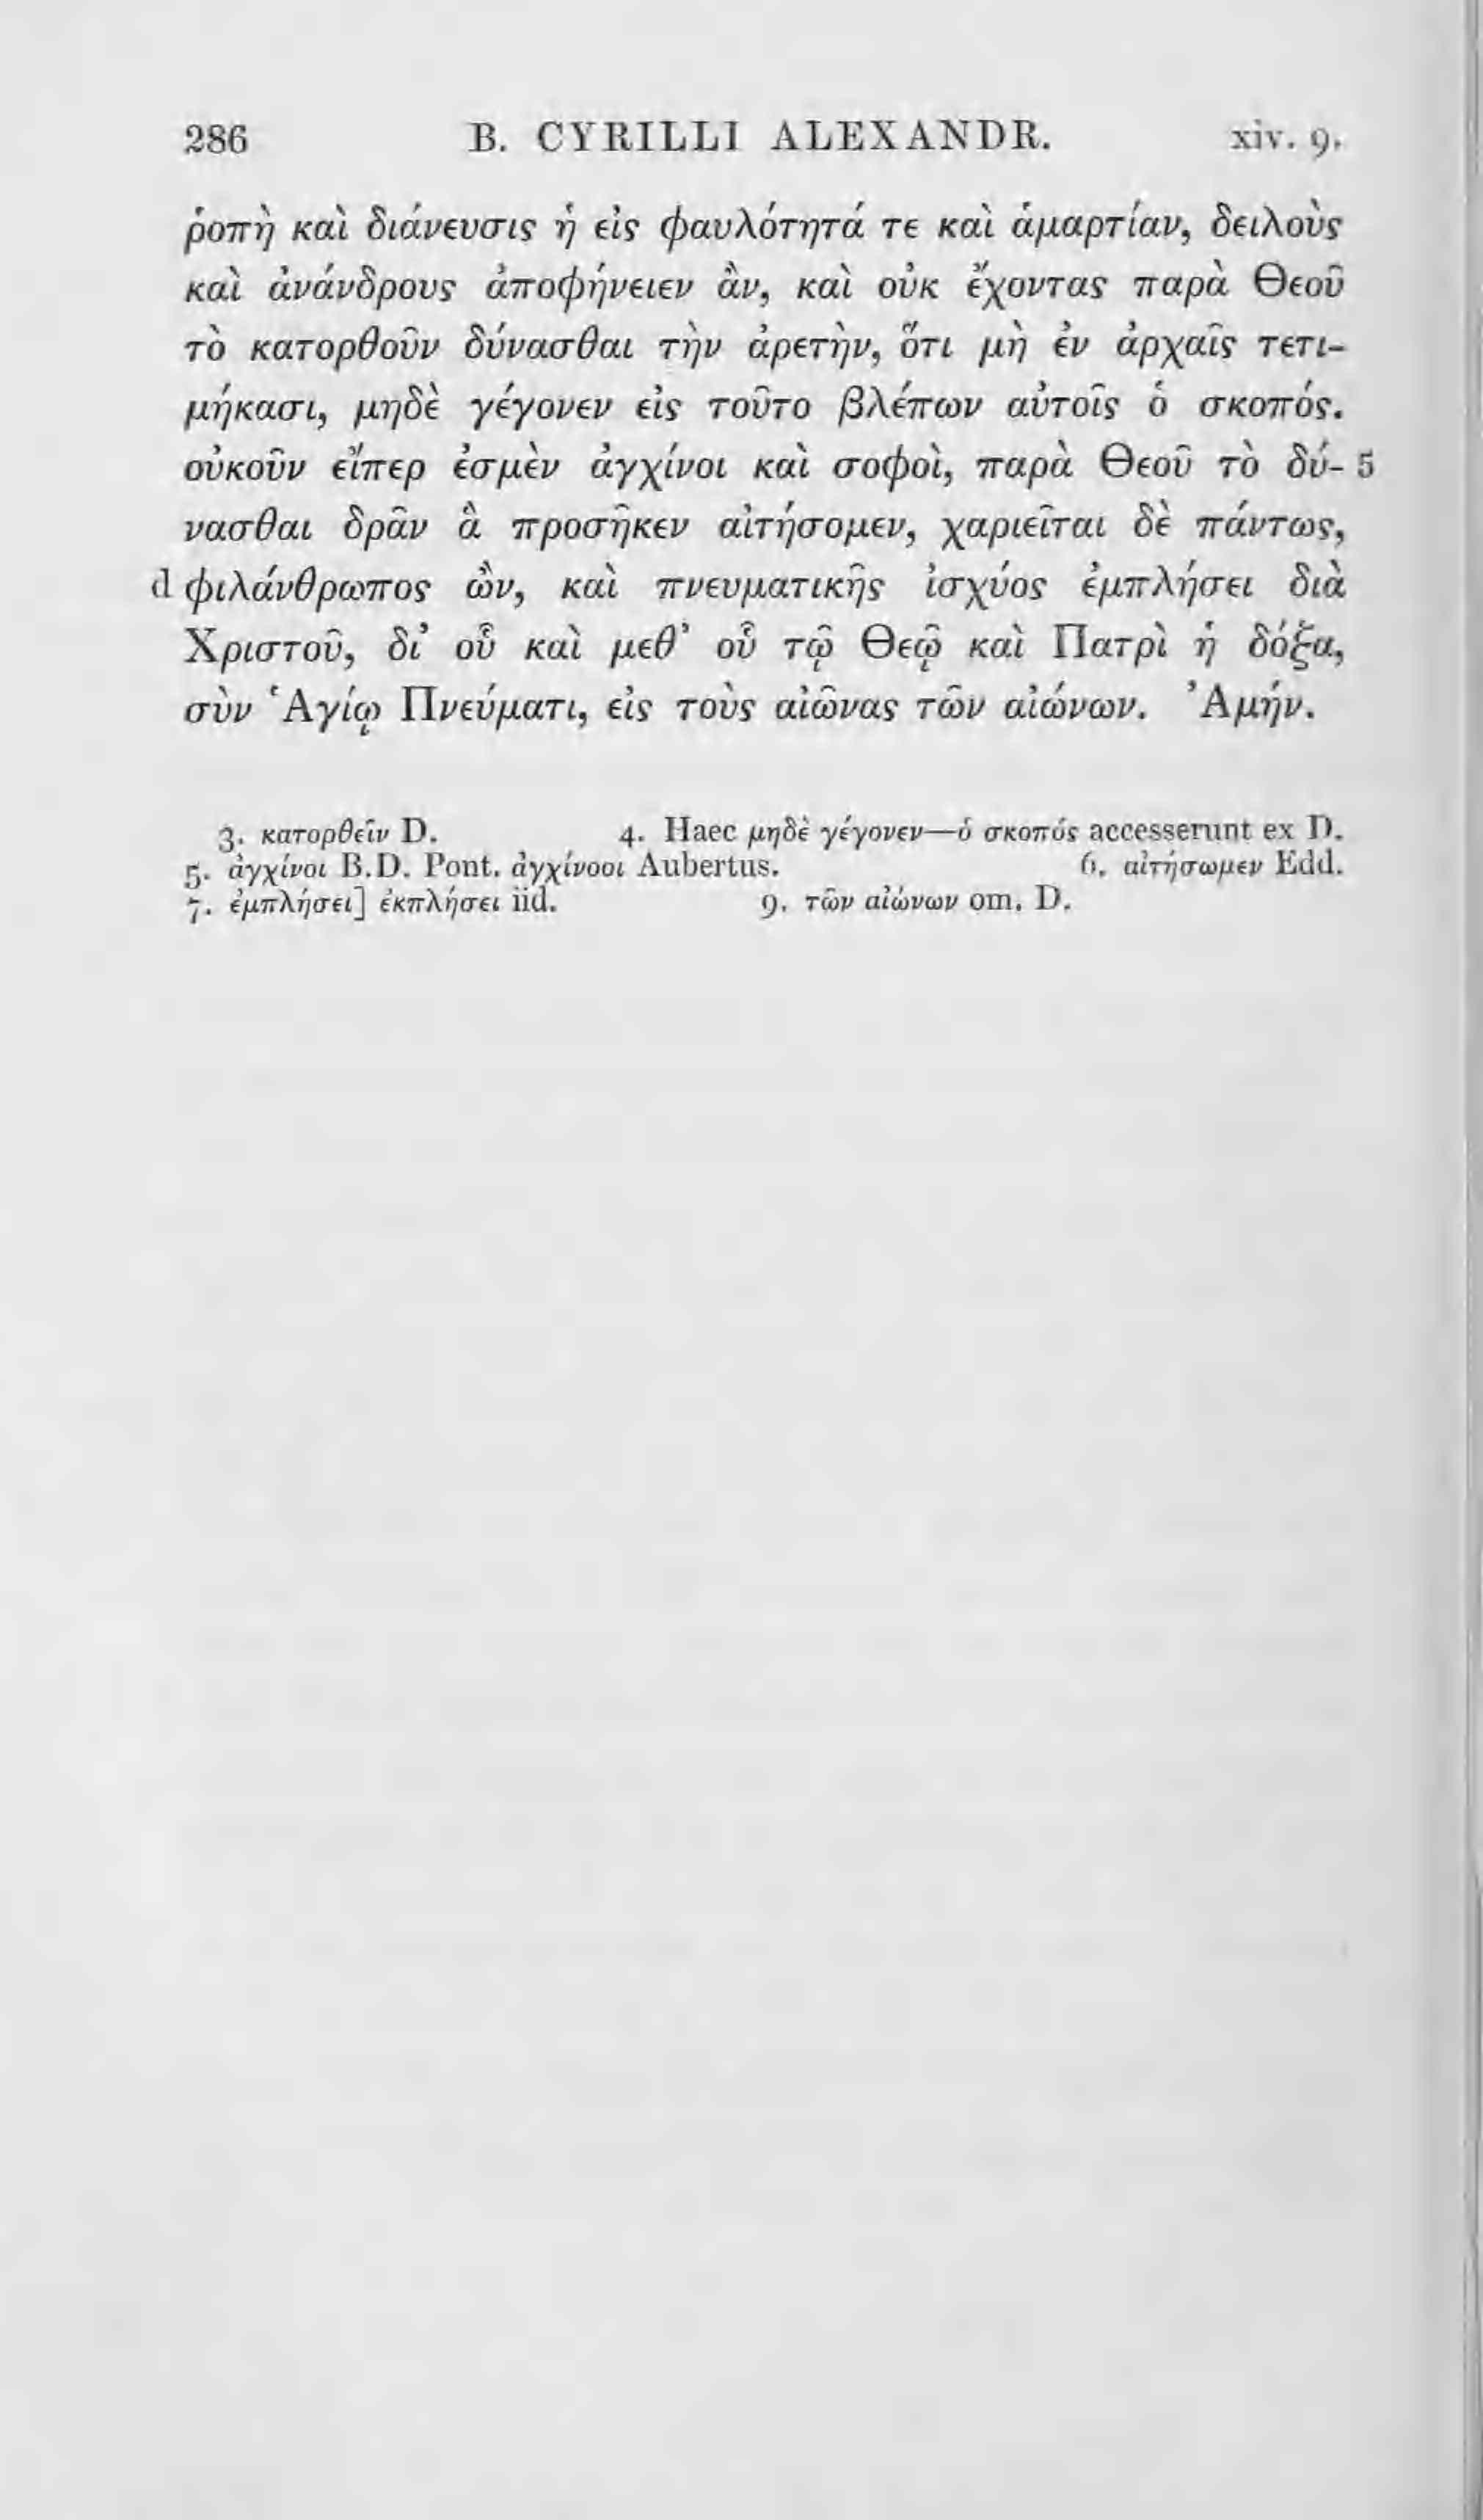 286 B. CYRILLI ALEXANDR. xiv. 9.
ῥοπὴ καὶ διάνευσις ἡ εἰς φαυλότητά τε καὶ ἁμαρτίαν, δειλοὺς
καὶ ἀνάνδρους ἀποφήνειεν ἂν, καὶ οὐκ ἔχοντας παρὰ Θεοῦ
τὸ κατορθοῦν δύνασθαι τὴν ἀρετὴν, ὅτι μὴ ἐν ἀρχαῖς τετι-
μήκασι, μηδὲ γέγονεν εἰς τοῦτο βλέπων αὐτοῖς ὁ σκοπός.
οὐκοῦν εἴπερ ἐσμὲν ἀγχίνοι καὶ σοφοὶ, παρὰ Θεοῦ τὸ δύ- 5
νασθαι δρᾶν ἃ προσῆκεν αἰτήσομεν, χαριεῖται δὲ πάντως,
d φιλάνθρωπος ὢν, καὶ πνευματικῆς ἰσχύος ἐμπλήσει διὰ
Χριστοῦ, δι’ οὗ καὶ μεθ’ οὗ τῷ Θεῷ καὶ Πατρὶ ἡ δόξα,
σὺν Ἁγίῳ Πνεύματι, εἰς τοὺς αἰῶνας τῶν αἰώνων. Ἀμήν.
3. κατορθεῖν D. 4. Haec μηδὲ γέγονεν—ὁ σκοπός accesserunt ex D.
5. ἀγχίνοι B.D. Pont. ἀγχίνοοι Aubertus. 6. αἰτήσωμεν Edd.
7. ἐμπλήσει] ἐκπλήσει iid. 9. τῶν αἰώνων om. D.